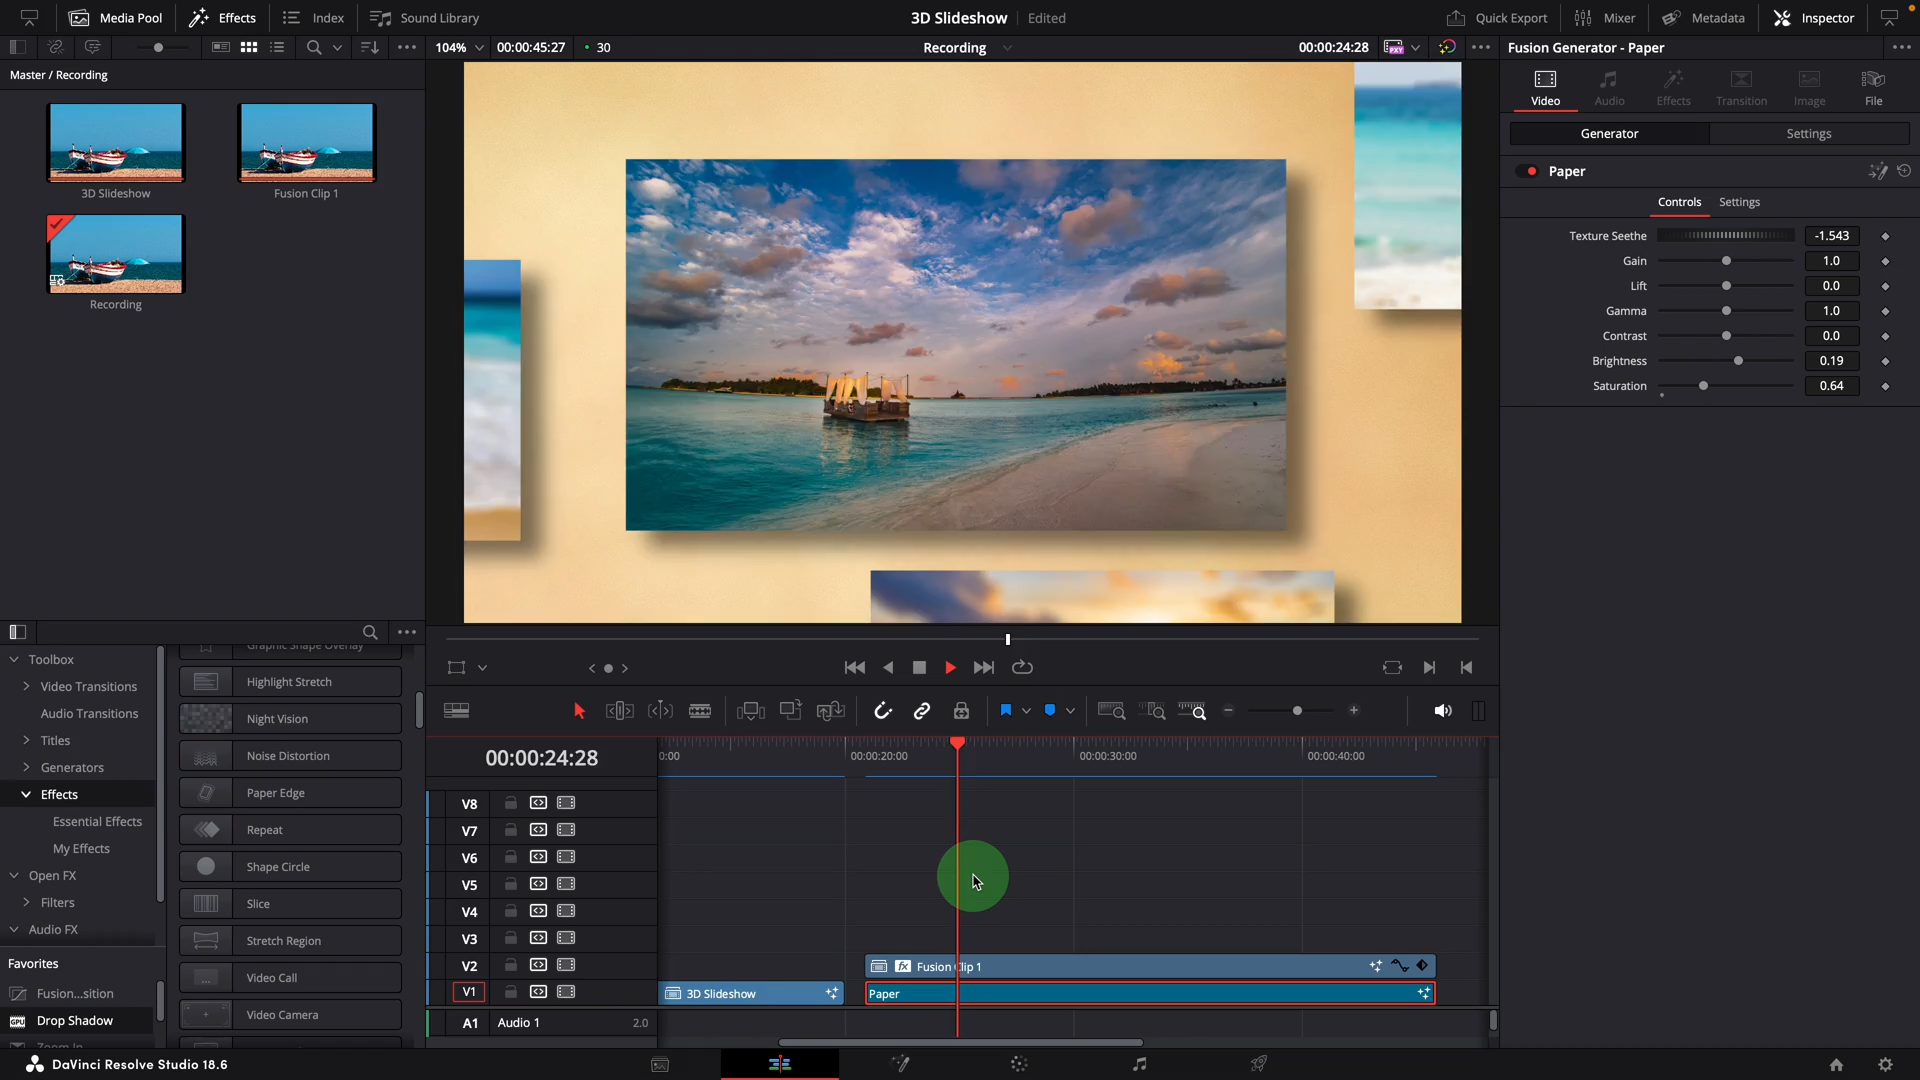 Media Pool Effects Index Sound Library 3D Slideshow Edited Quick Export Mixer Metadata Inspector
104% 00:00:45:27 30 Recording 00:00:24:28 Fusion Generator - Paper
Master / Recording
Video Audio Effects Transition Image File
Generator Settings
3D Slideshow Fusion Clip 1
Paper
Controls Settings
Texture Seethe -1.543
Gain 1.0
Lift 0.0
Recording
Gamma 1.0
Contrast 0.0
Brightness 0.19
Saturation 0.64
Toolbox
Video Transitions
Audio Transitions
Titles
Generators
Effects
Essential Effects
My Effects
Open FX
Filters
Audio FX
Favorites
Fusion...sition
Drop Shadow
Graphic Shape Overlay
Highlight Stretch
Night Vision
Noise Distortion
Paper Edge
Repeat
Shape Circle
Slice
Stretch Region
Video Call
Video Camera
00:00:24:28
0:00 00:00:20:00 00:00:30:00 00:00:40:00
V8
V7
V6
V5
V4
V3
V2 Fusion Clip 1
V1 3D Slideshow Paper
A1 Audio 1 2.0
DaVinci Resolve Studio 18.6